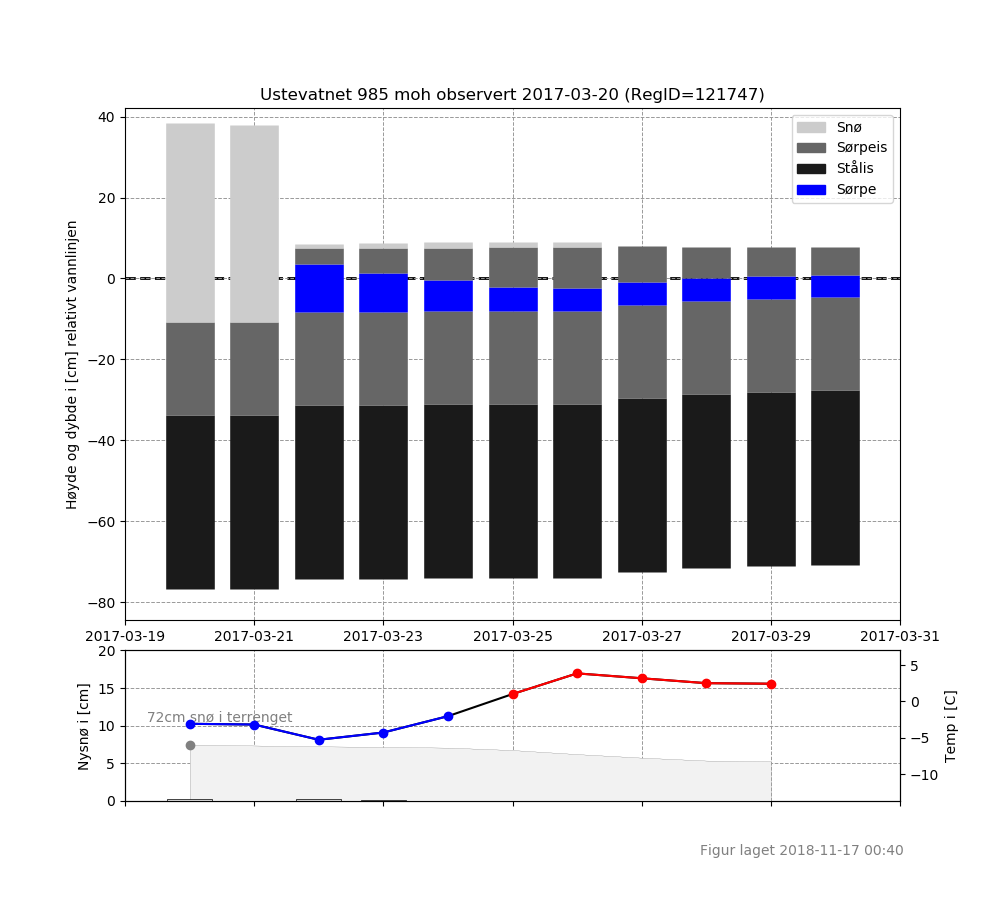 Ustevatnet 985 moh observert 2017-03-20 (RegID=121747)
Høyde og dybde i [cm] relativt vannlinjen
40
20
0
−20
−40
−60
−80
Snø
Sørpeis
Stålis
Sørpe
2017-03-19 2017-03-21 2017-03-23 2017-03-25 2017-03-27 2017-03-29 2017-03-31
Nysnø i [cm]
20
15
10
5
0
72cm snø i terrenget
5
0
−5
−10
Temp i [C]
Figur laget 2018-11-17 00:40